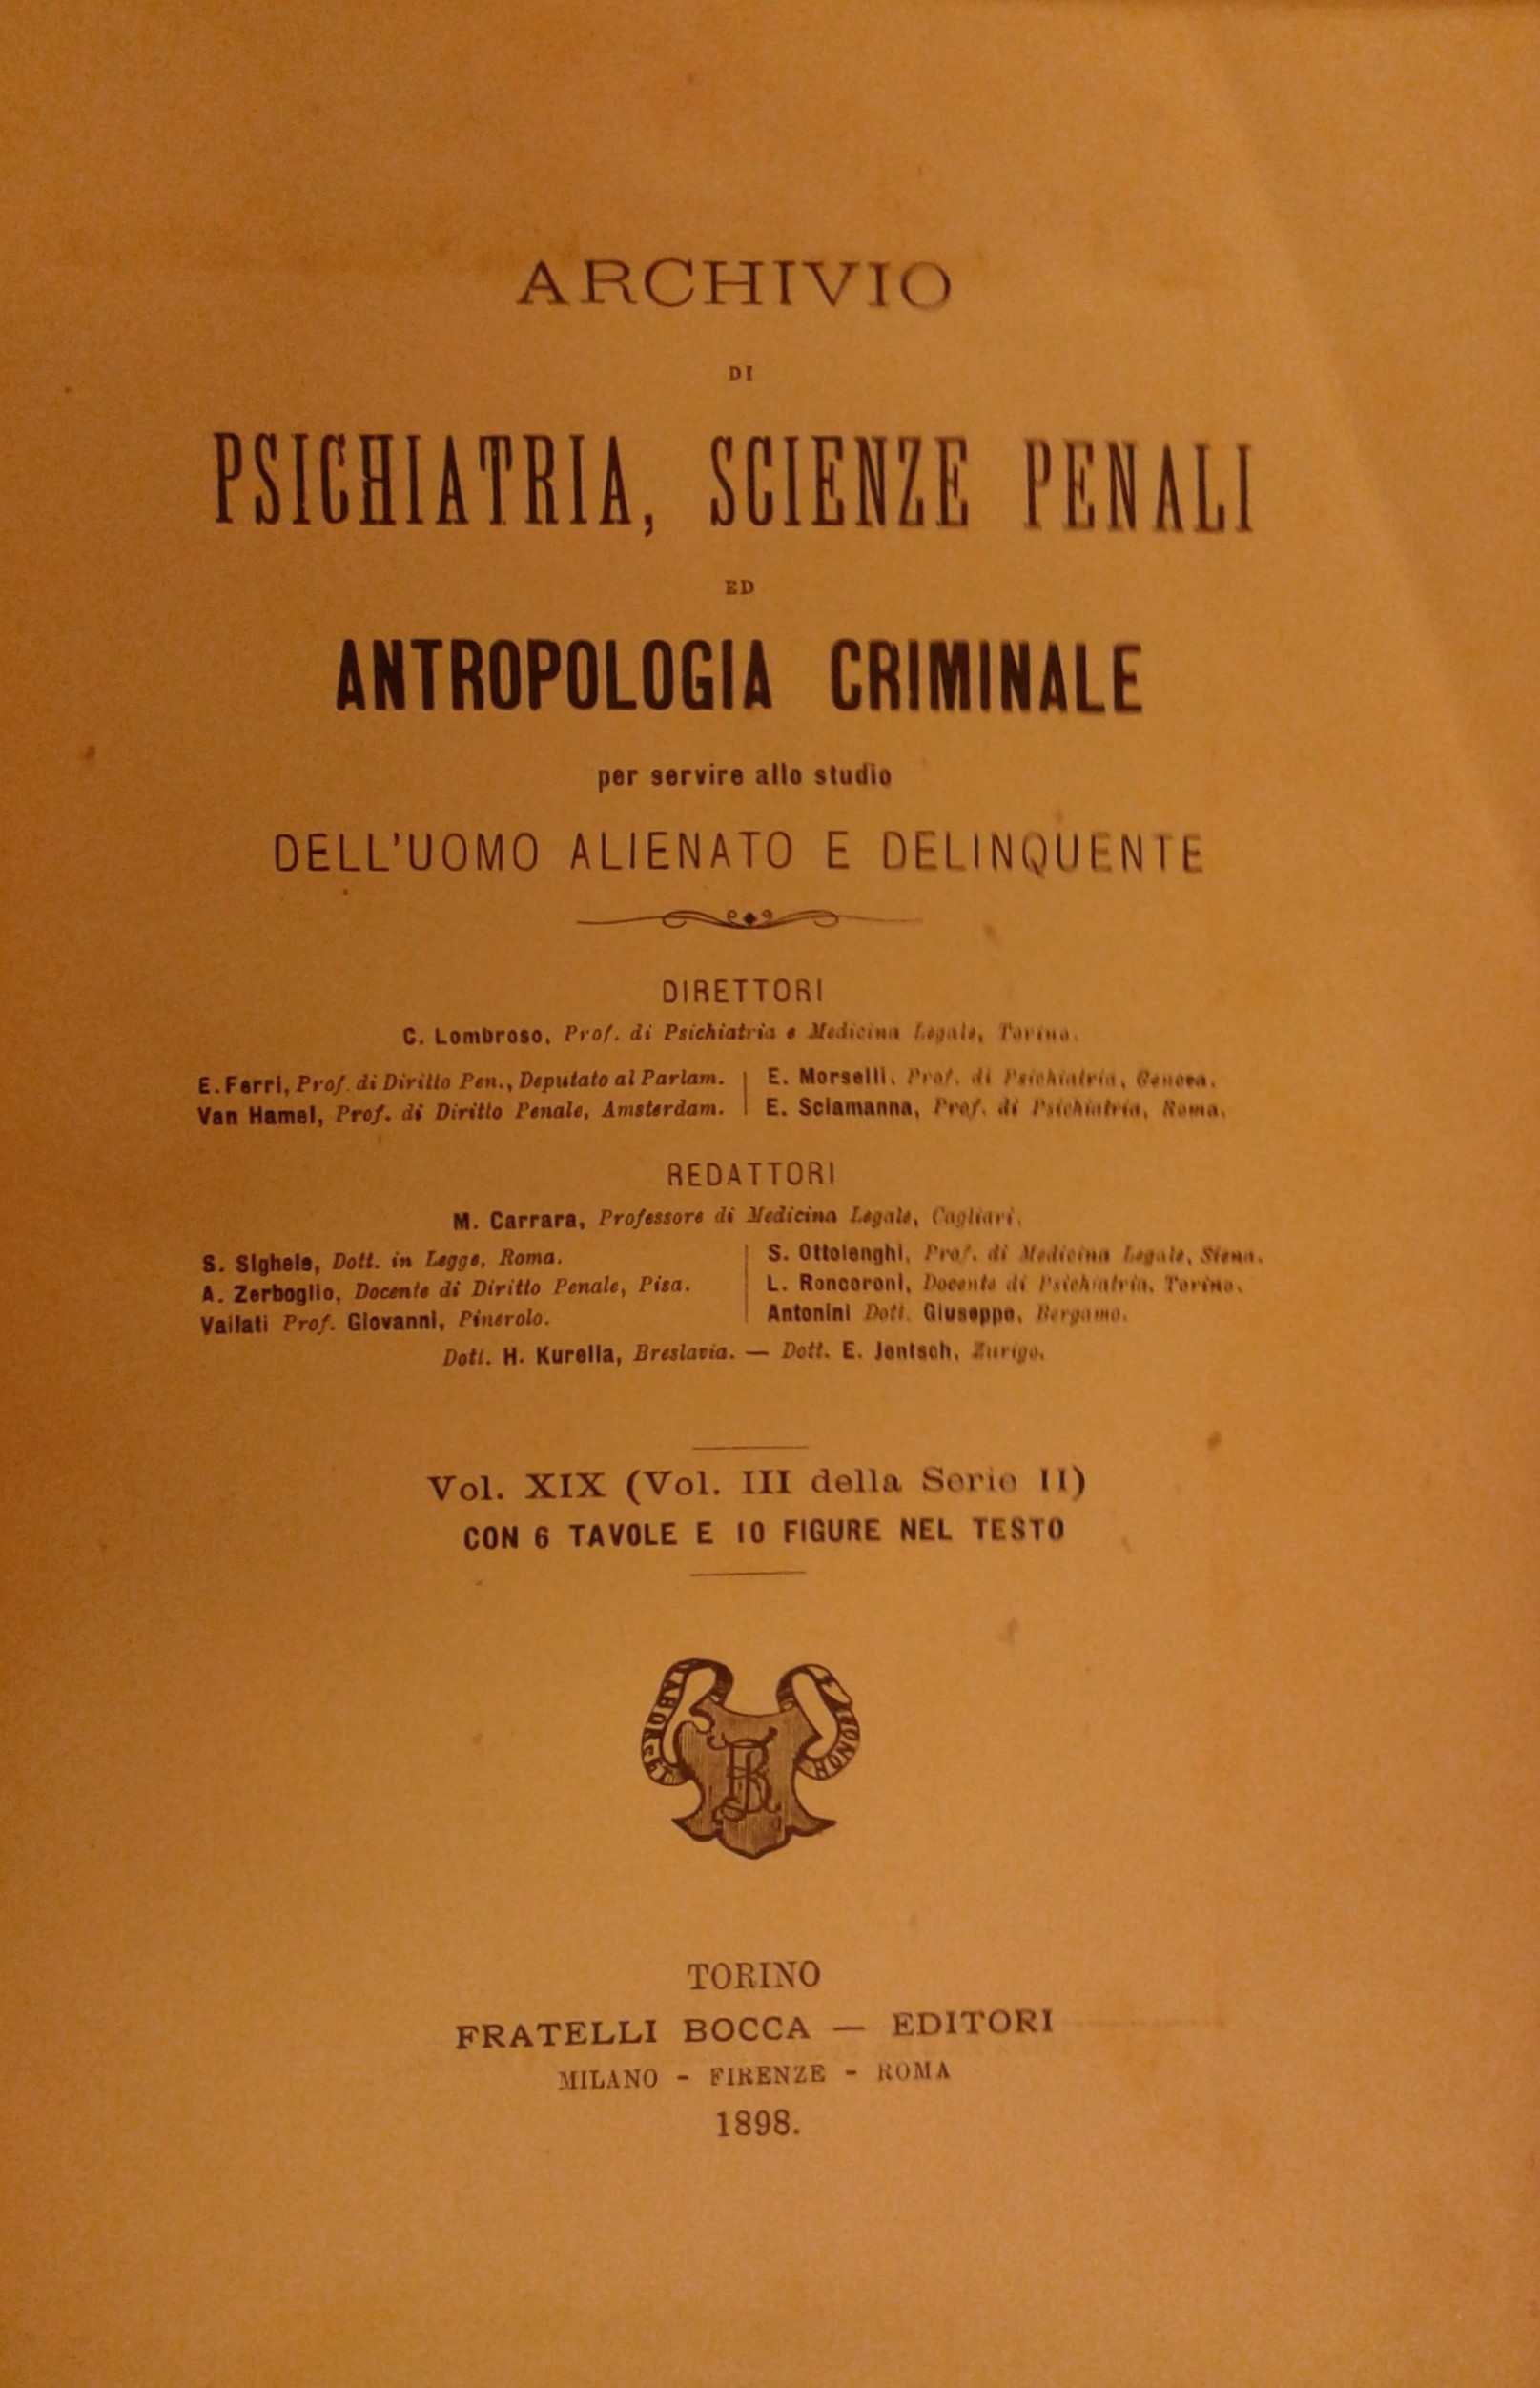 ARCHIVIO
DI
PSICHIATRIA, SCIENZE PENALI
ED
ANTROPOLOGIA CRIMINALE
per servire allo studio
DELL'UOMO ALIENATO E DELINQUENTE
DIRETTORI
C. Lombroso, Prof. di Psichiatria e Medicina Legale, Torino.
E. Ferri, Prof. di Diritto Pen., Deputato al Parlam.
Van Hamel, Prof. di Diritto Penale, Amsterdam.
E. Morselli, Prof. di Psichiatria, Genova.
E. Sciamanna, Prof. di Psichiatria, Roma.
REDATTORI
M. Carrara, Professore di Medicina Legale, Cagliari.
S. Sighele, Dott. in Legge, Roma.
A. Zerboglio, Docente di Diritto Penale, Pisa.
Vailati Prof. Giovanni, Pinerolo.
S. Ottolenghi, Prof. di Medicina Legale, Siena.
L. Roncoroni, Docente di Psichiatria, Torino.
Antonini Dott. Giuseppe, Bergamo.
Dott. H. Kurella, Breslavia. — Dott. E. Jentsch, Zurigo.
Vol. XIX (Vol. III della Serie II)
CON 6 TAVOLE E 10 FIGURE NEL TESTO
TORINO
FRATELLI BOCCA — EDITORI
MILANO - FIRENZE - ROMA
1898.